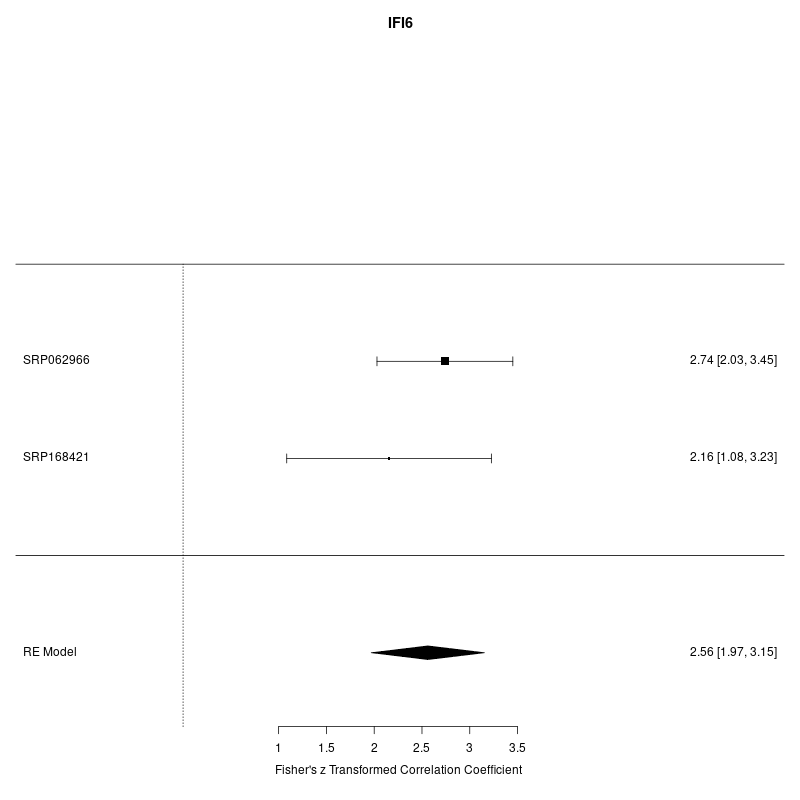 IFI6
SRP062966 2.74 [2.03, 3.45]
SRP168421 2.16 [1.08, 3.23]
RE Model 2.56 [1.97, 3.15]
1 1.5 2 2.5 3 3.5
Fisher's z Transformed Correlation Coefficient